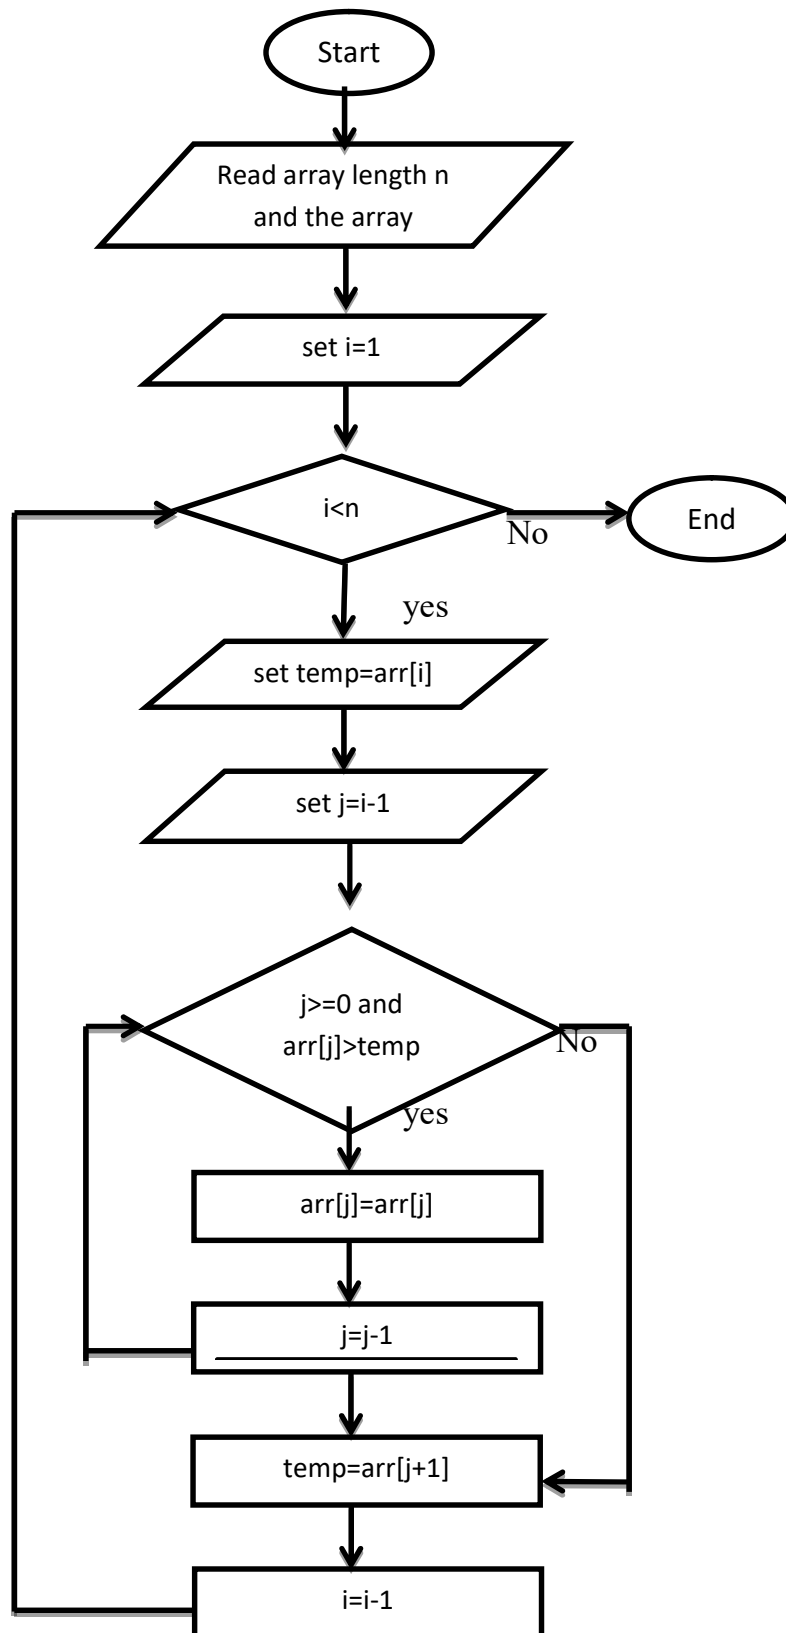 Start
Read array length n
and the array
set i=1
i<n
No
End
yes
set temp=arr[i]
set j=i-1
j>=0 and
arr[j]>temp
No
yes
arr[j]=arr[j]
j=j-1
temp=arr[j+1]
i=i-1